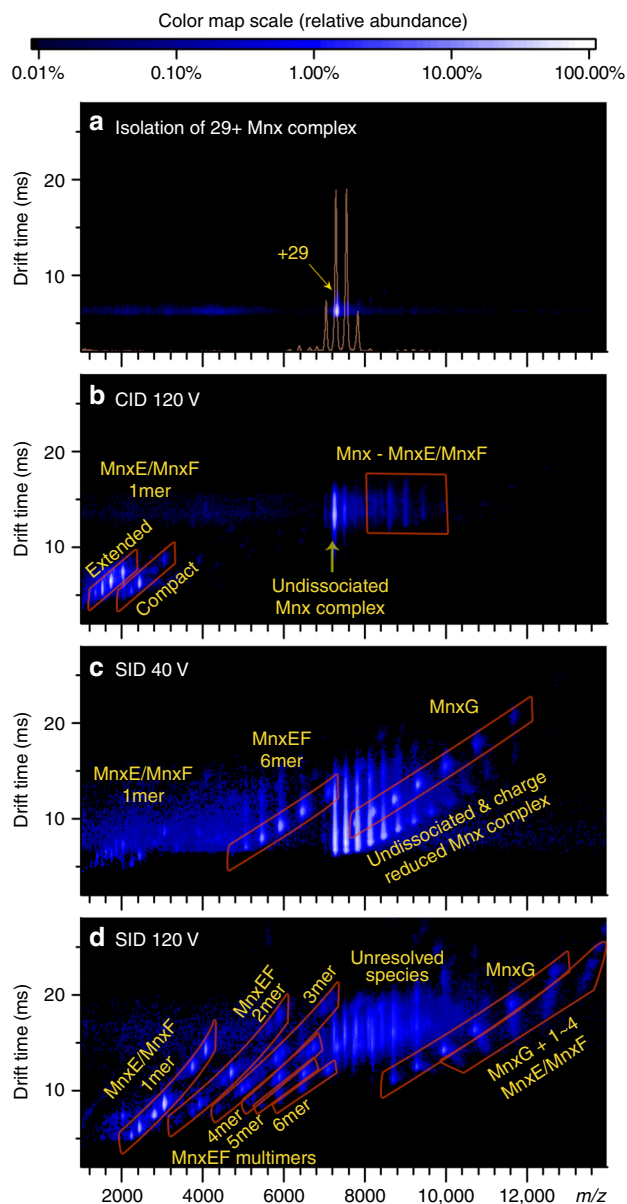 Color map scale (relative abundance)
0.01% 0.10% 1.00% 10.00% 100.00%
a Isolation of 29+ Mnx complex
Drift time (ms)
20
10
+29
b CID 120 V
Drift time (ms)
20
10
MnxE/MnxF
1mer
Extended
Compact
Mnx - MnxE/MnxF
Undissociated
Mnx complex
c SID 40 V
Drift time (ms)
20
10
MnxE/MnxF
1mer
MnxEF
6mer
MnxG
Undissociated & charge
reduced Mnx complex
d SID 120 V
Drift time (ms)
20
10
MnxE/MnxF
1mer
MnxEF
2mer
3mer
4mer
5mer
6mer
MnxEF multimers
Unresolved
species
MnxG
MnxG + 1~4
MnxE/MnxF
2000 4000 6000 8000 10,000 12,000 m/z